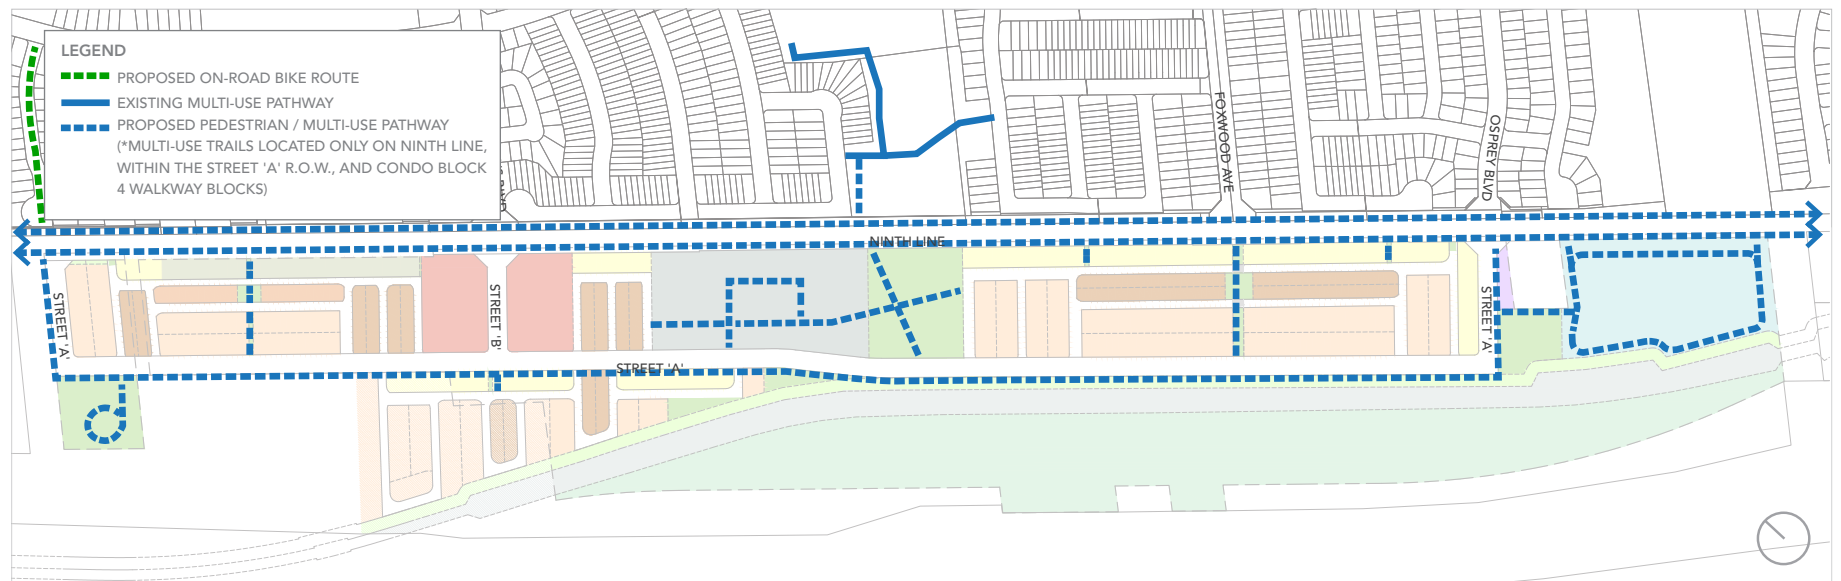 LEGEND
PROPOSED ON-ROAD BIKE ROUTE
EXISTING MULTI-USE PATHWAY
PROPOSED PEDESTRIAN / MULTI-USE PATHWAY
(*MULTI-USE TRAILS LOCATED ONLY ON NINTH LINE,
WITHIN THE STREET 'A' R.O.W., AND CONDO BLOCK
4 WALKWAY BLOCKS)
FOXWOOD AVE
OSPREY BLVD
NINTH LINE
STREET 'A'
STREET 'B'
STREET 'A'
STREET 'A'